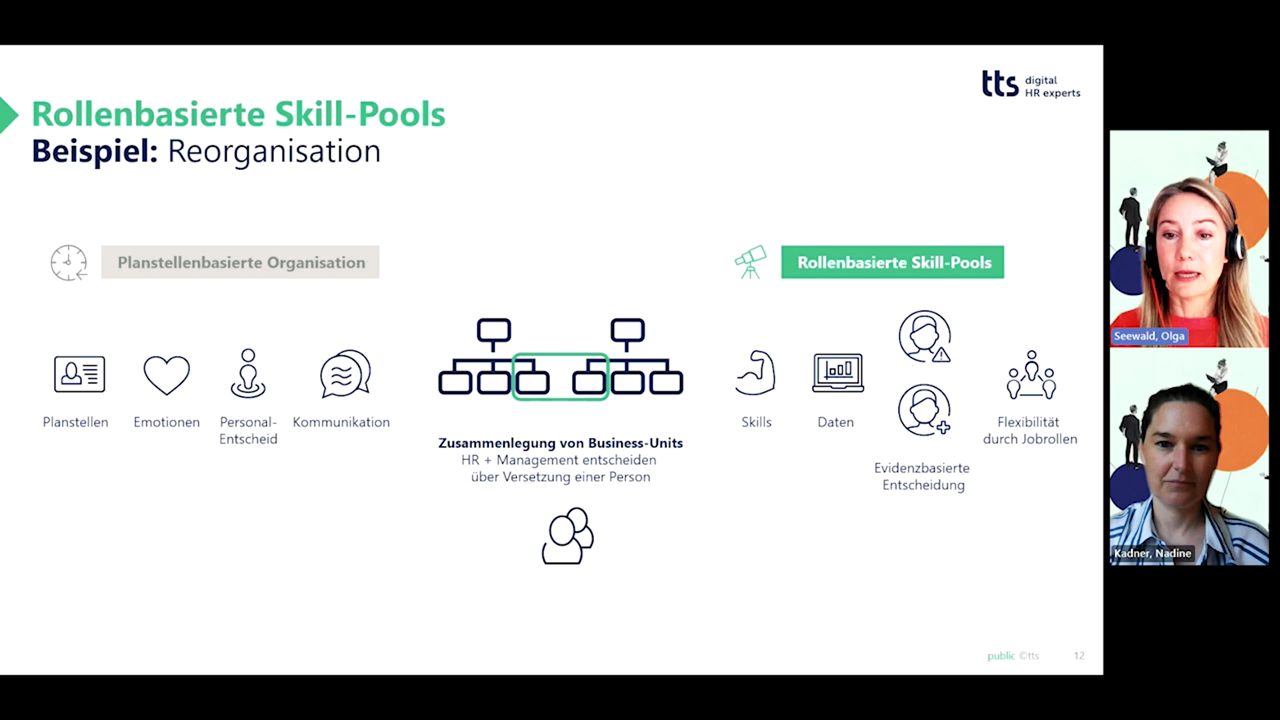 tts digital
HR experts
Rollenbasierte Skill-Pools
Beispiel: Reorganisation
Planstellenbasierte Organisation
Planstellen
Emotionen
Personal-
Entscheid
Kommunikation
Zusammenlegung von Business-Units
HR + Management entscheiden
über Versetzung einer Person
Rollenbasierte Skill-Pools
Skills
Daten
Evidenzbasierte
Entscheidung
Flexibilität
durch Jobrollen
public ©tts
12
Seewald, Olga
Kadner, Nadine